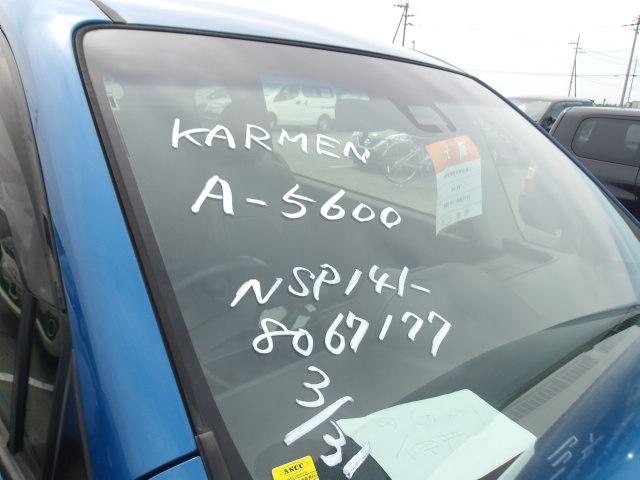 KARMEN
A-5600
NSP141-
8067177
3/31
ASCC